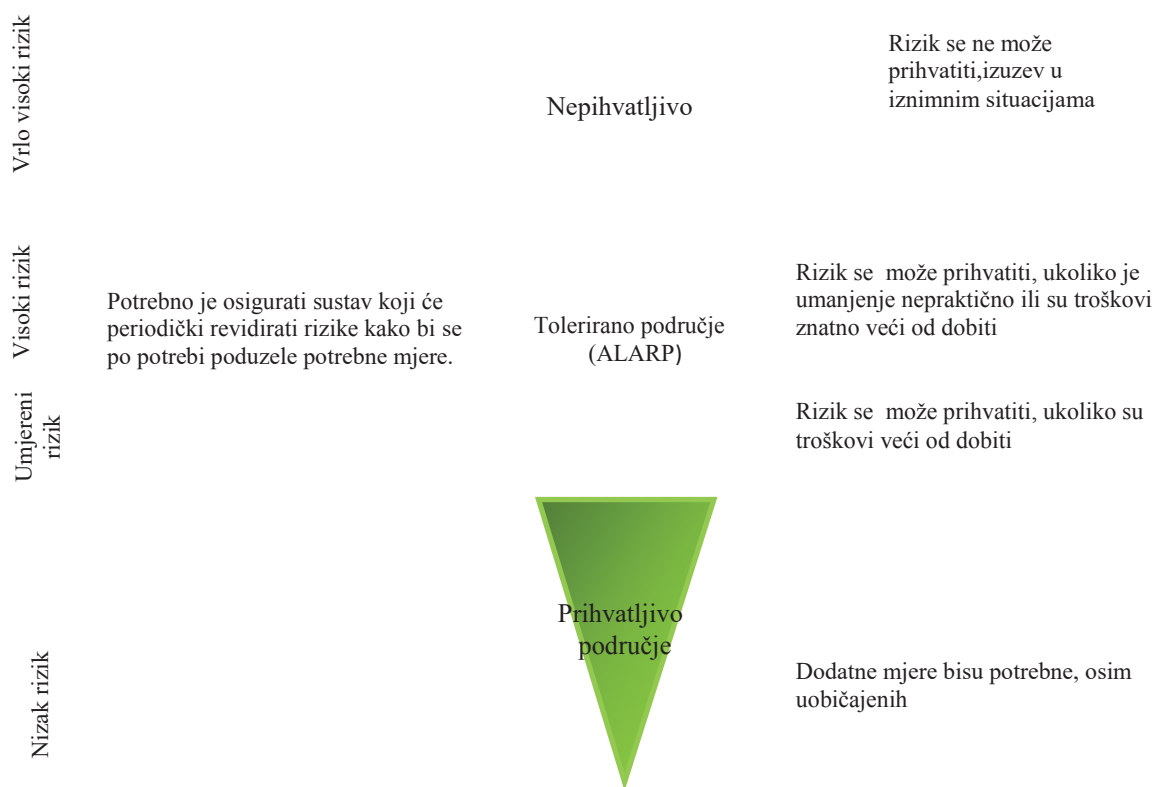 Vrlo visoki rizik
Nepihvatljivo
Rizik se ne može
prihvatiti,izuzev u
iznimnim situacijama
Visoki rizik
Potrebno je osigurati sustav koji će
periodički revidirati rizike kako bi se
po potrebi poduzele potrebne mjere.
Tolerirano područje
(ALARP)
Rizik se  može prihvatiti, ukoliko je
umanjenje nepraktično ili su troškovi
znatno veći od dobiti
Umjereni
rizik
Rizik se  može prihvatiti, ukoliko su
troškovi veći od dobiti
Nizak rizik
Prihvatljivo
područje
Dodatne mjere bisu potrebne, osim
uobičajenih